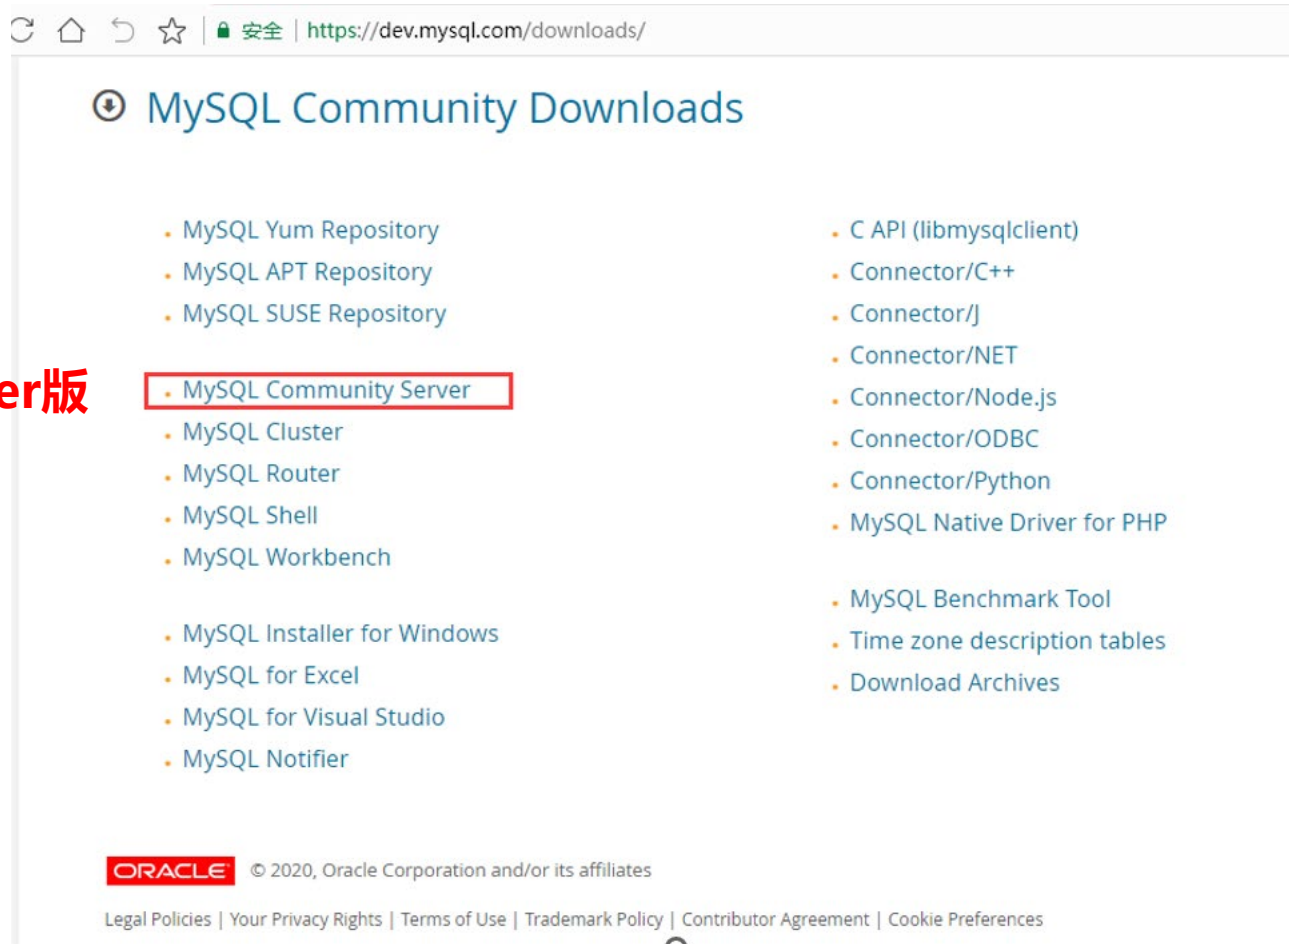 安全 | https://dev.mysql.com/downloads/
MySQL Community Downloads
MySQL Yum Repository
MySQL APT Repository
MySQL SUSE Repository
er版
MySQL Community Server
MySQL Cluster
MySQL Router
MySQL Shell
MySQL Workbench
MySQL Installer for Windows
MySQL for Excel
MySQL for Visual Studio
MySQL Notifier
C API (libmysqlclient)
Connector/C++
Connector/J
Connector/NET
Connector/Node.js
Connector/ODBC
Connector/Python
MySQL Native Driver for PHP
MySQL Benchmark Tool
Time zone description tables
Download Archives
ORACLE © 2020, Oracle Corporation and/or its affiliates
Legal Policies | Your Privacy Rights | Terms of Use | Trademark Policy | Contributor Agreement | Cookie Preferences